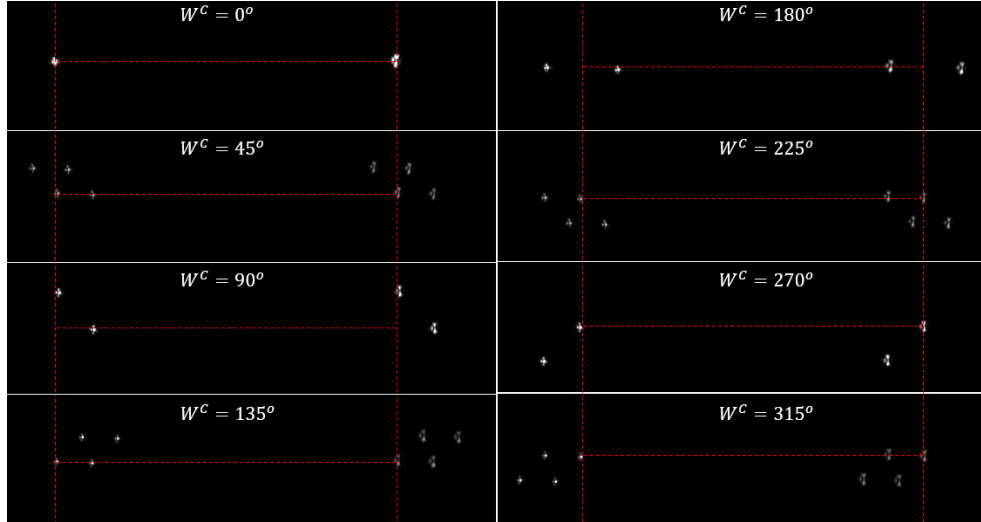 W^C = 0^o
W^C = 180^o
W^C = 45^o
W^C = 225^o
W^C = 90^o
W^C = 270^o
W^C = 135^o
W^C = 315^o